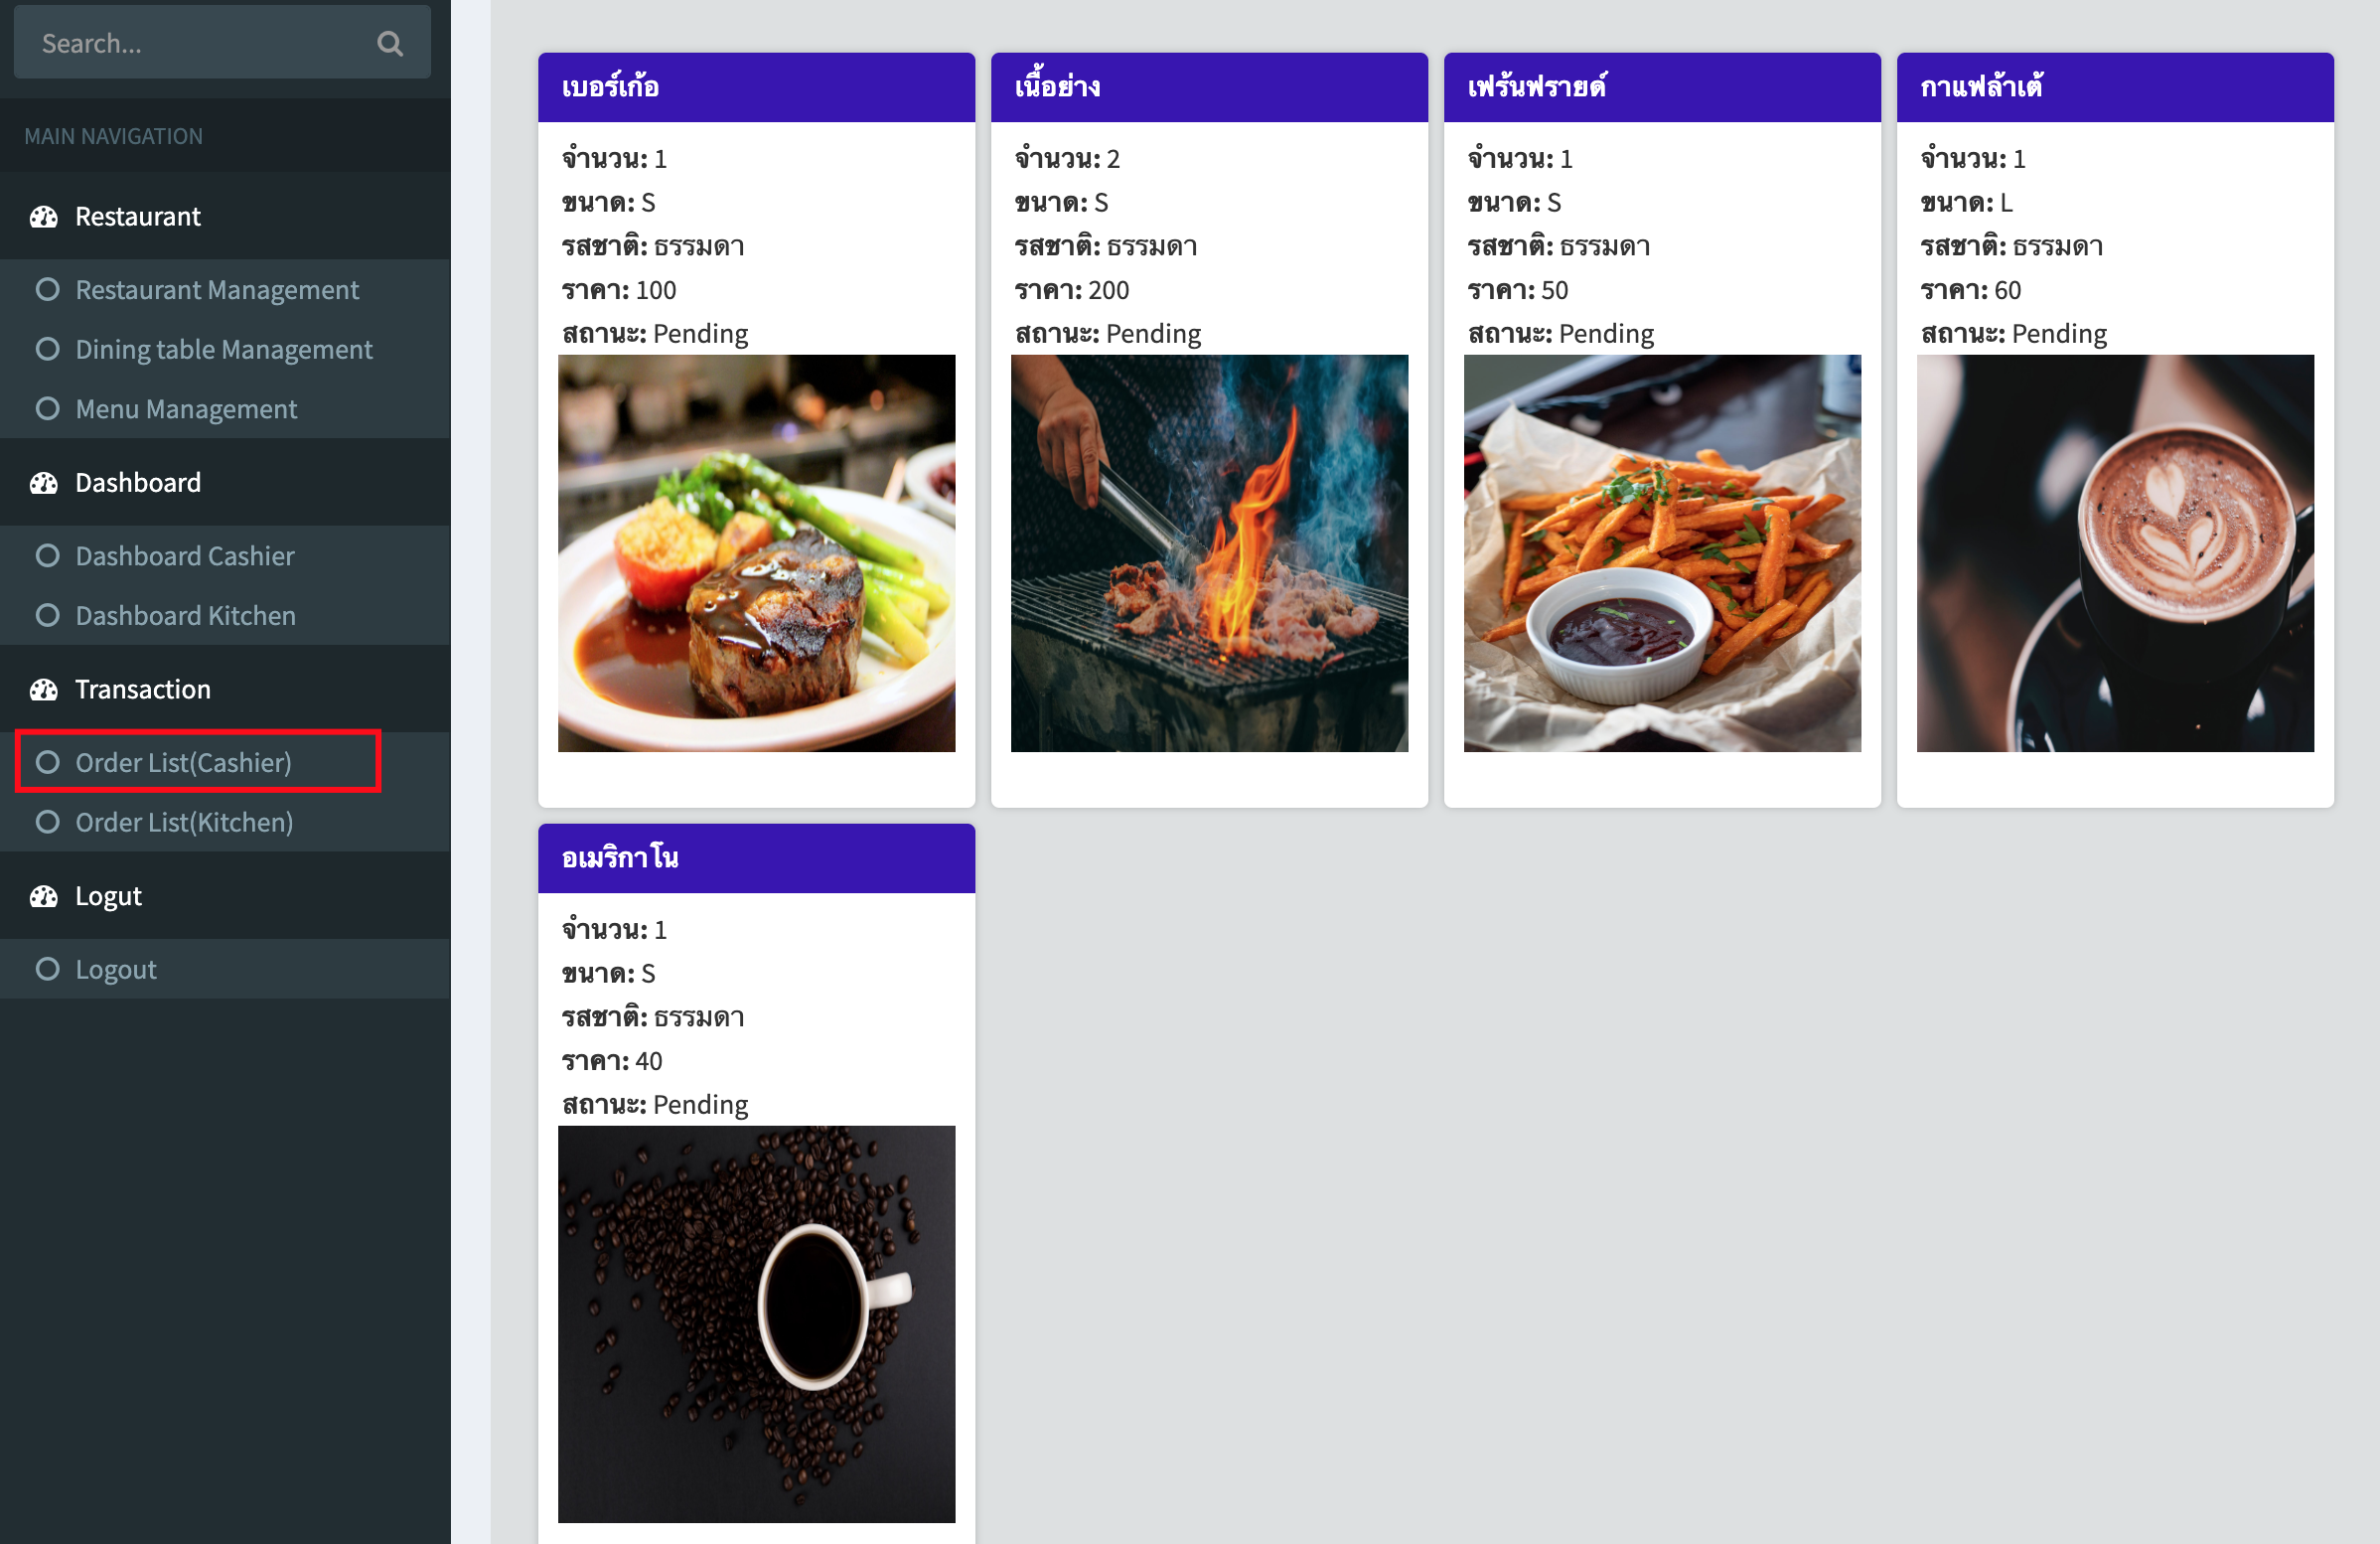 Search...
MAIN NAVIGATION
Restaurant
Restaurant Management
Dining table Management
Menu Management
Dashboard
Dashboard Cashier
Dashboard Kitchen
Transaction
Order List(Cashier)
Order List(Kitchen)
Logut
Logout
เบอร์เก้อ
จำนวน: 1
ขนาด: S
รสชาติ: ธรรมดา
ราคา: 100
สถานะ: Pending
เนื้อย่าง
จำนวน: 2
ขนาด: S
รสชาติ: ธรรมดา
ราคา: 200
สถานะ: Pending
เฟร้นฟรายด์
จำนวน: 1
ขนาด: S
รสชาติ: ธรรมดา
ราคา: 50
สถานะ: Pending
กาแฟล้าเต้
จำนวน: 1
ขนาด: L
รสชาติ: ธรรมดา
ราคา: 60
สถานะ: Pending
อเมริกาโน
จำนวน: 1
ขนาด: S
รสชาติ: ธรรมดา
ราคา: 40
สถานะ: Pending